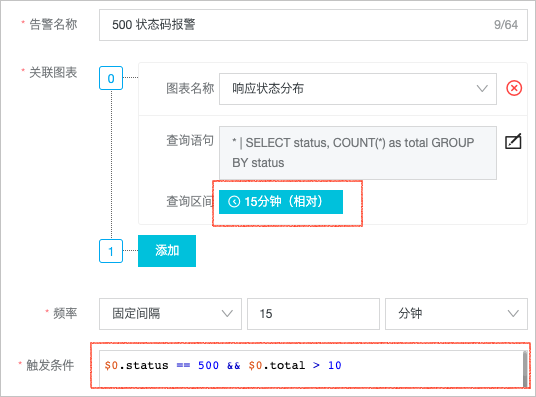 * 告警名称 500 状态码报警 9/64
* 关联图表 0
图表名称 响应状态分布
查询语句 * | SELECT status, COUNT(*) as total GROUP
BY status
查询区间 15分钟（相对）
1 添加
* 频率 固定间隔 15 分钟
* 触发条件 $0.status == 500 && $0.total > 10